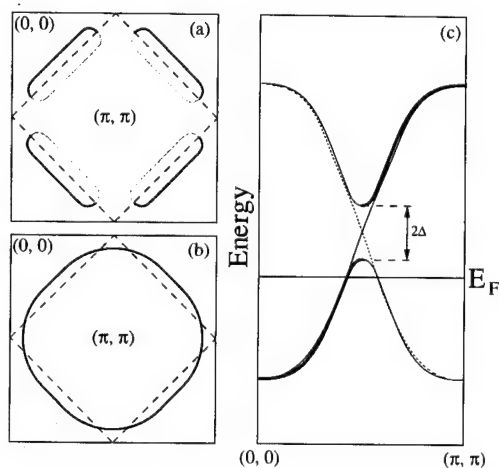 (0, 0)
(a)
(π, π)
(0, 0)
(b)
(π, π)
(c)
Energy
2Δ
E_F
(0, 0)
(π, π)